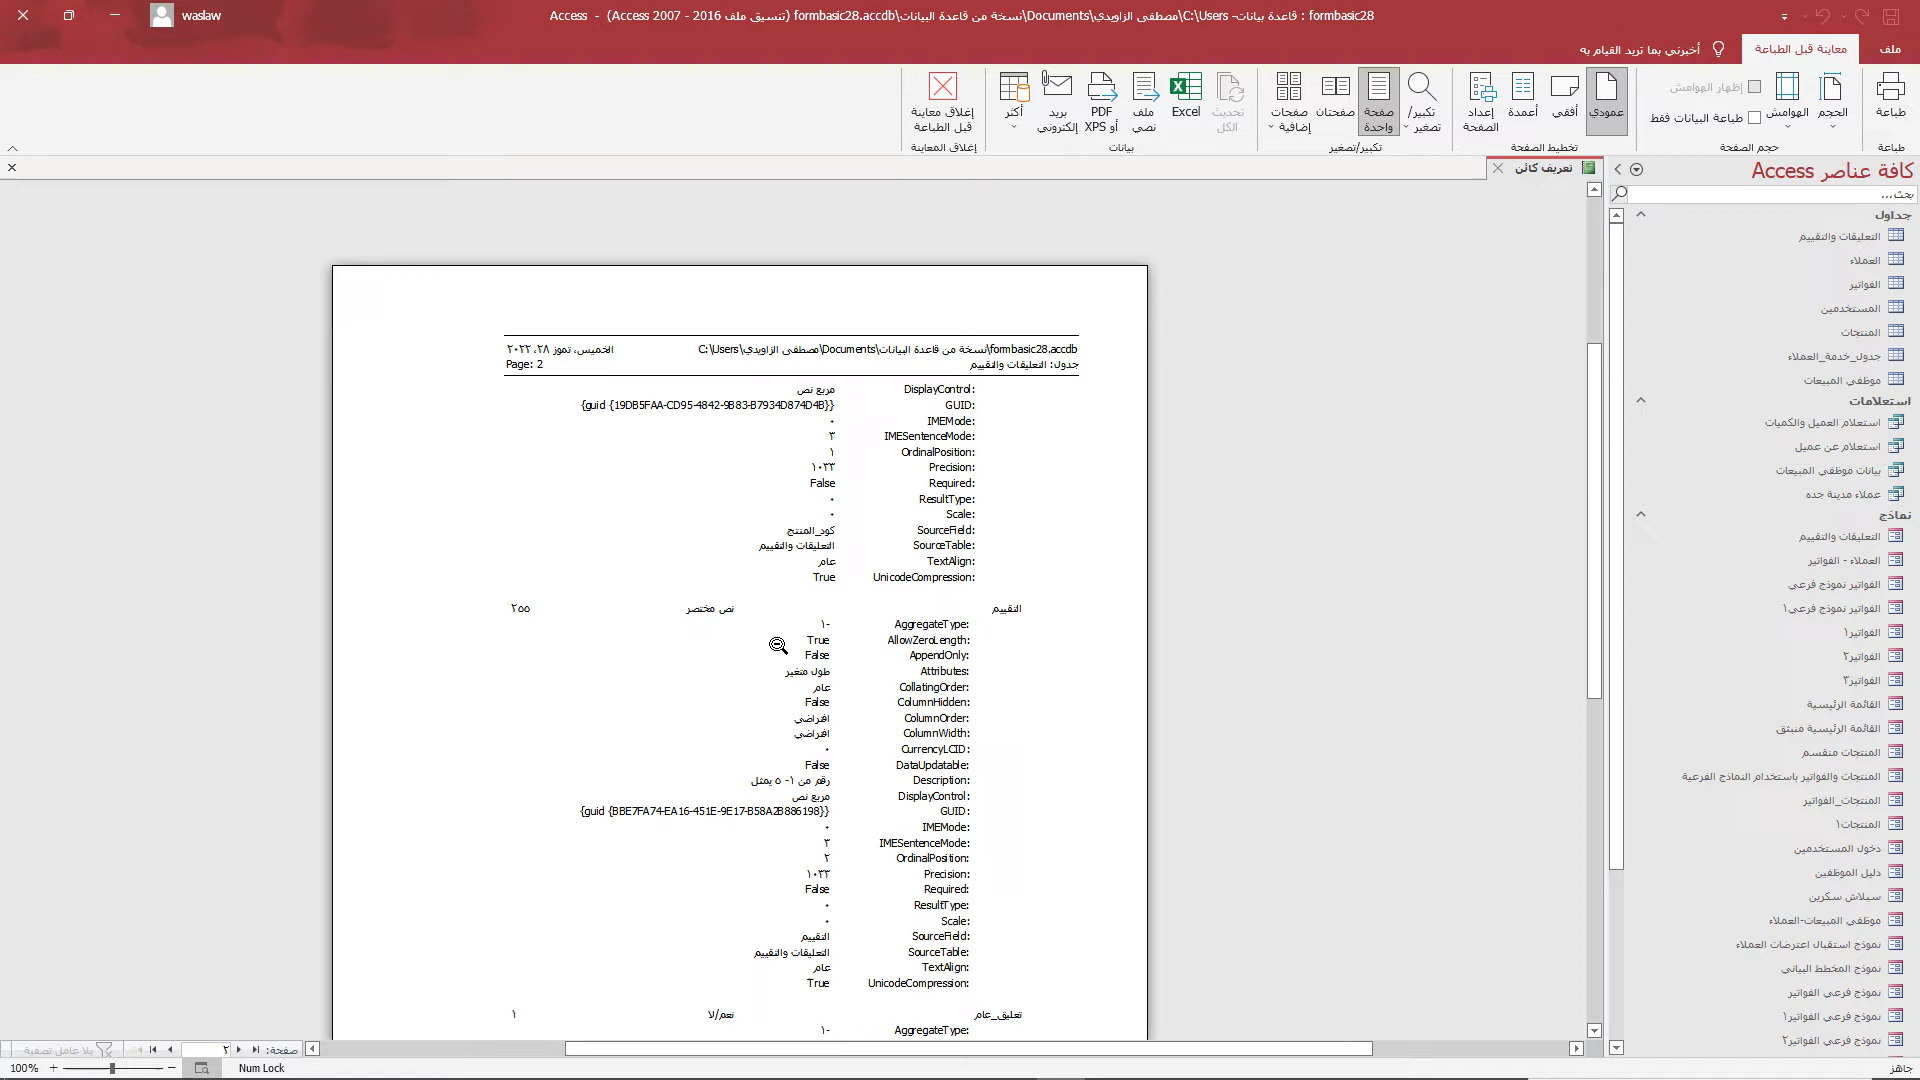 formbasic28 : قاعدة بيانات- C:\Users\مصطفى الزاويدي\Documents\نسخة من قاعدة البيانات\formbasic28.accdb (تنسيق ملف Access 2007 - 2016) - Access
waslaw
ملف
معاينة قبل الطباعة
أخبرني بما تريد القيام به
طباعة
الحجم
الهوامش
إظهار الهوامش
طباعة البيانات فقط
عمودي
أفقي
أعمدة
إعداد الصفحة
تكبير/تصغير
صفحة واحدة
صفحتان
صفحات إضافية
تحديث الكل
Excel
ملف نصي
PDF أو XPS
بريد إلكتروني
أكثر
إغلاق معاينة قبل الطباعة
طباعة
حجم الصفحة
تخطيط الصفحة
تكبير/تصغير
بيانات
إغلاق المعاينة
تعريف كائن
كافة عناصر Access
بحث...
جداول
التعليقات والتقييم
العملاء
الفواتير
المستخدمين
المنتجات
جدول_خدمة_العملاء
موظفي المبيعات
استعلامات
استعلام العميل والكميات
استعلام عن عميل
بيانات موظفي المبيعات
عملاء مدينة جده
نماذج
التعليقات والتقييم
العملاء - الفواتير
الفواتير نموذج فرعي
الفواتير نموذج فرعي١
الفواتير١
الفواتير٢
الفواتير٣
القائمة الرئيسية
القائمة الرئيسية منبثق
المنتجات منقسم
المنتجات والفواتير باستخدام النماذج الفرعية
المنتجات_الفواتير
المنتجات١
دخول المستخدمين
دليل الموظفين
سبلاش سكرين
موظفي المبيعات-العملاء
نموذج استقبال اعترضات العملاء
نموذج المخطط البياني
نموذج فرعي الفواتير
نموذج فرعي الفواتير١
نموذج فرعي الفواتير٢
C:\Users\مصطفى الزاويدي\Documents\نسخة من قاعدة البيانات\formbasic28.accdb الخميس، تموز ٢٨، ٢٠٢٢
جدول: التعليقات والتقييم Page: 2
DisplayControl: مربع نص
GUID: {guid {19DB5FAA-CD95-4842-9B83-B7934D874D4B}}
IMEMode: ٠
IMESentenceMode: ٣
OrdinalPosition: ١
Precision: ١٠٣٣
Required: False
ResultType: ٠
Scale: ٠
SourceField: كود_المنتج
SourceTable: التعليقات والتقييم
TextAlign: عام
UnicodeCompression: True
التقييم نص مختصر ٢٥٥
AggregateType: -١
AllowZeroLength: True
AppendOnly: False
Attributes: طول متغير
CollatingOrder: عام
ColumnHidden: False
ColumnOrder: افتراضي
ColumnWidth: افتراضي
CurrencyLCID: ٠
DataUpdatable: False
Description: رقم من ١- ٥ يمثل
DisplayControl: مربع نص
GUID: {guid {BBE7FA74-EA16-451E-9E17-B58A2B886198}}
IMEMode: ٠
IMESentenceMode: ٣
OrdinalPosition: ٢
Precision: ١٠٣٣
Required: False
ResultType: ٠
Scale: ٠
SourceField: التقييم
SourceTable: التعليقات والتقييم
TextAlign: عام
UnicodeCompression: True
تعليق_عام نعم/لا ١
AggregateType: -١
صفحة: ٢
بلا عامل تصفية
جاهز
Num Lock
100%